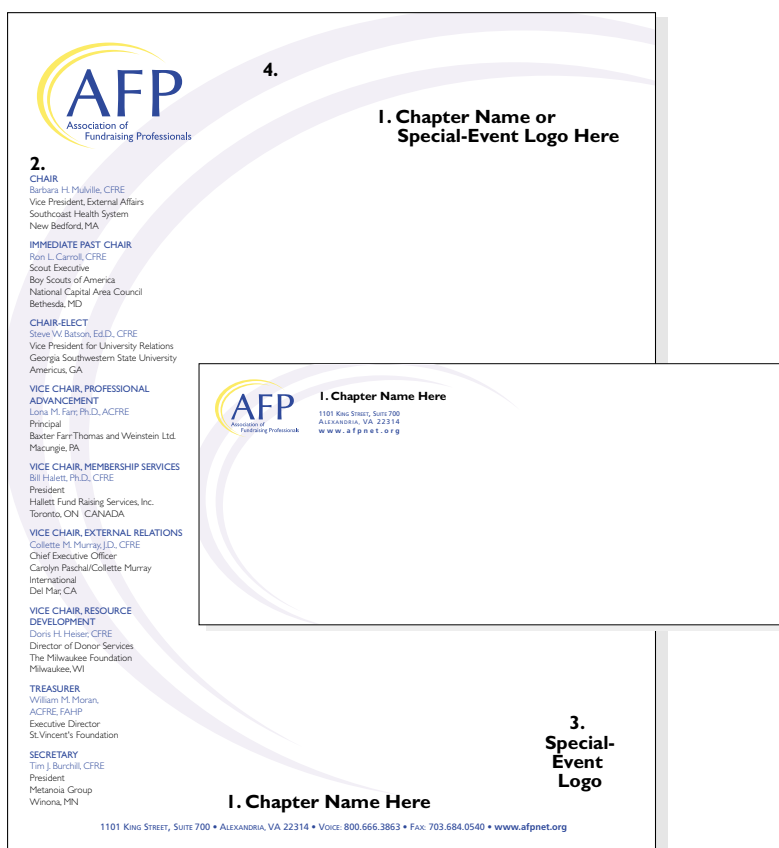 AFP
Association of
Fundraising Professionals
4.
1. Chapter Name or
Special-Event Logo Here
2.
CHAIR
Barbara H. Mulville, CFRE
Vice President, External Affairs
Southcoast Health System
New Bedford, MA
IMMEDIATE PAST CHAIR
Ron L. Carroll, CFRE
Scout Executive
Boy Scouts of America
National Capital Area Council
Bethesda, MD
CHAIR-ELECT
Steve W. Batson, Ed.D., CFRE
Vice President for University Relations
Georgia Southwestern State University
Americus, GA
VICE CHAIR, PROFESSIONAL
ADVANCEMENT
Lona M. Farr, Ph.D., ACFRE
Principal
Baxter Farr Thomas and Weinstein Ltd.
Macungie, PA
VICE CHAIR, MEMBERSHIP SERVICES
Bill Halett, Ph.D., CFRE
President
Hallett Fund Raising Services, Inc.
Toronto, ON CANADA
VICE CHAIR, EXTERNAL RELATIONS
Collette M. Murray, J.D., CFRE
Chief Executive Officer
Carolyn Paschal/Collette Murray
International
Del Mar, CA
VICE CHAIR, RESOURCE
DEVELOPMENT
Doris H. Heiser, CFRE
Director of Donor Services
The Milwaukee Foundation
Milwaukee, WI
TREASURER
William M. Moran,
ACFRE, FAHP
Executive Director
St. Vincent's Foundation
SECRETARY
Tim J. Burchill, CFRE
President
Metanoia Group
Winona, MN
AFP
Association of
Fundraising Professionals
1. Chapter Name Here
1101 King Street, Suite 700
Alexandria, VA 22314
www.afpnet.org
3.
Special-
Event
Logo
1. Chapter Name Here
1101 King Street, Suite 700 • Alexandria, VA 22314 • Voice: 800.666.3863 • Fax: 703.684.0540 • www.afpnet.org